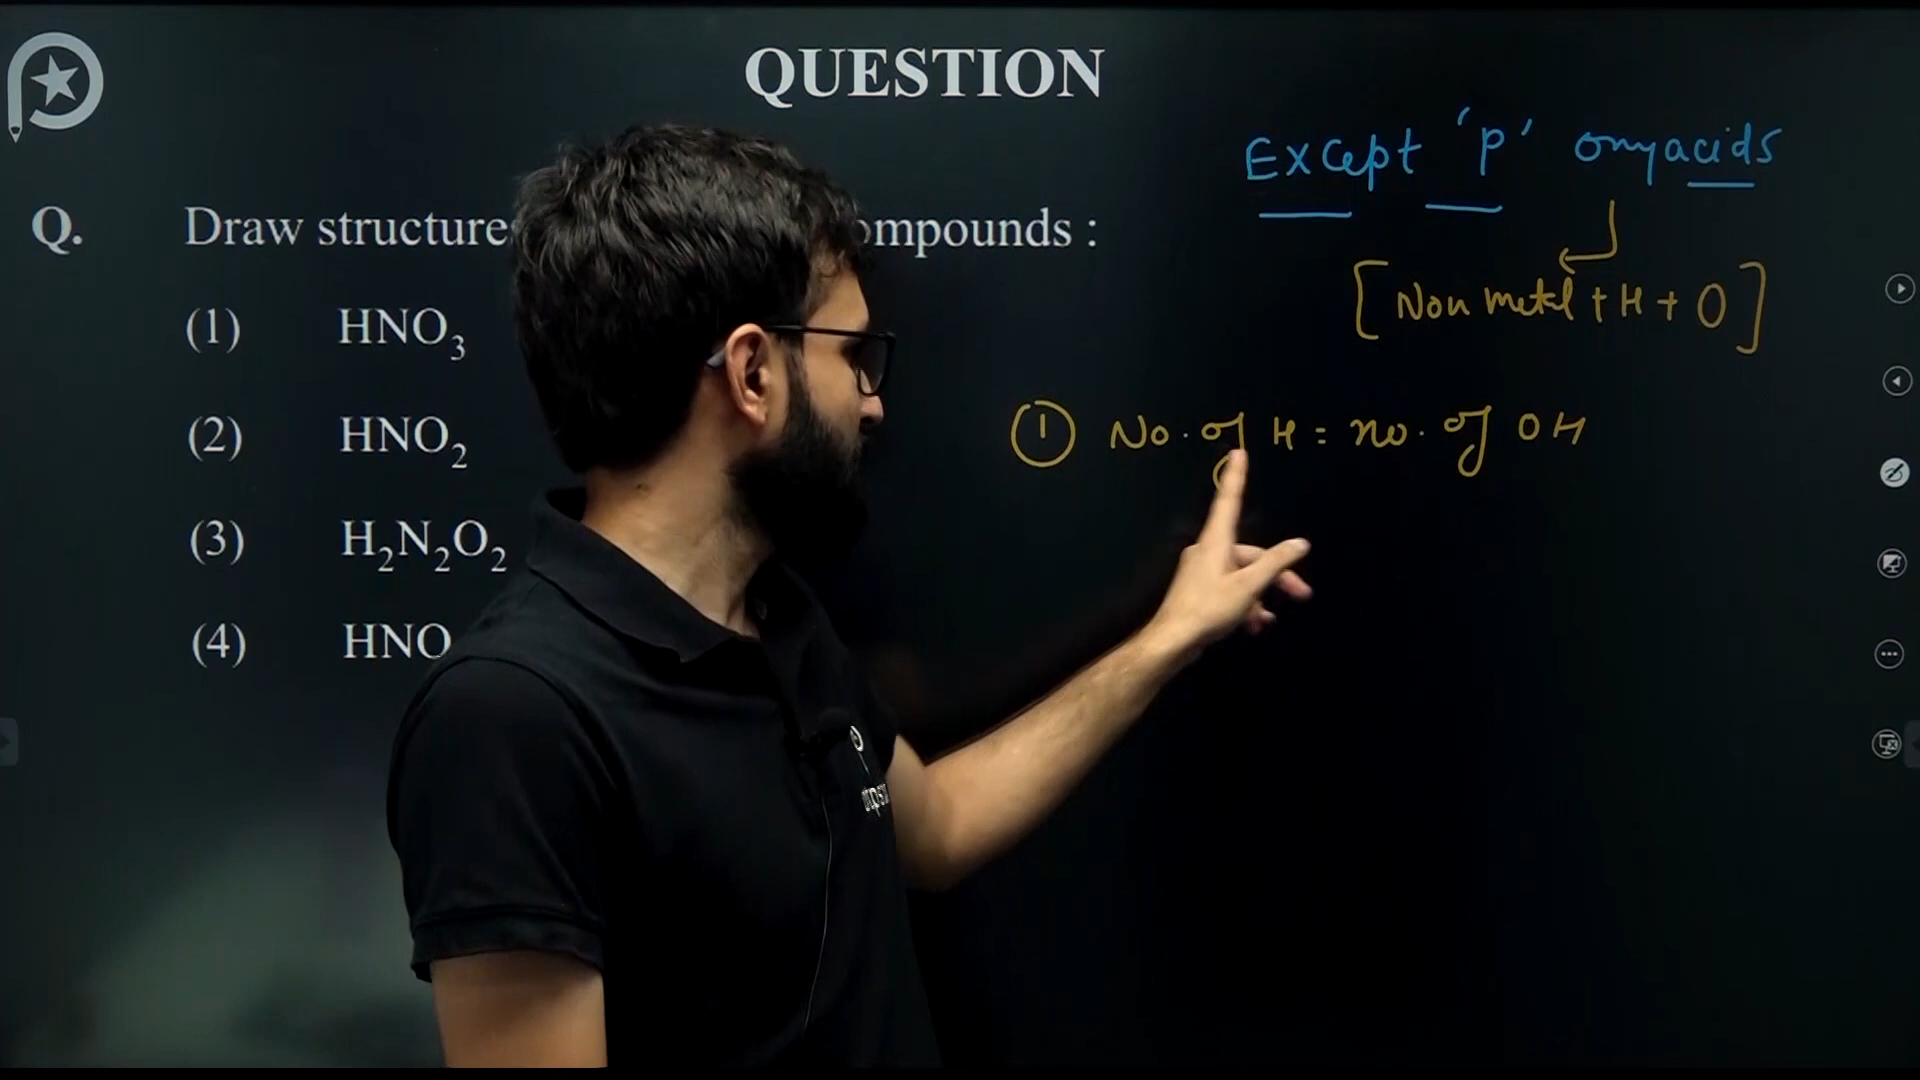 QUESTION
Except 'P' oxyacids
Q. Draw structure ompounds :
[Non metal + H + O]
(1) HNO₃
① No. of H = no. of OH
(2) HNO₂
(3) H₂N₂O₂
(4) HNO